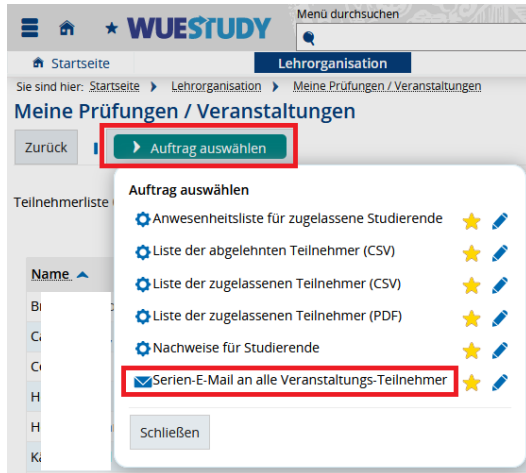 Menü durchsuchen
WUESTUDY
Startseite
Lehrorganisation
Sie sind hier: Startseite Lehrorganisation Meine Prüfungen / Veranstaltungen
Meine Prüfungen / Veranstaltungen
Zurück
Auftrag auswählen
Auftrag auswählen
Teilnehmerliste
Anwesenheitsliste für zugelassene Studierende
Liste der abgelehnten Teilnehmer (CSV)
Liste der zugelassenen Teilnehmer (CSV)
Liste der zugelassenen Teilnehmer (PDF)
Nachweise für Studierende
Serien-E-Mail an alle Veranstaltungs-Teilnehmer
Schließen
Name